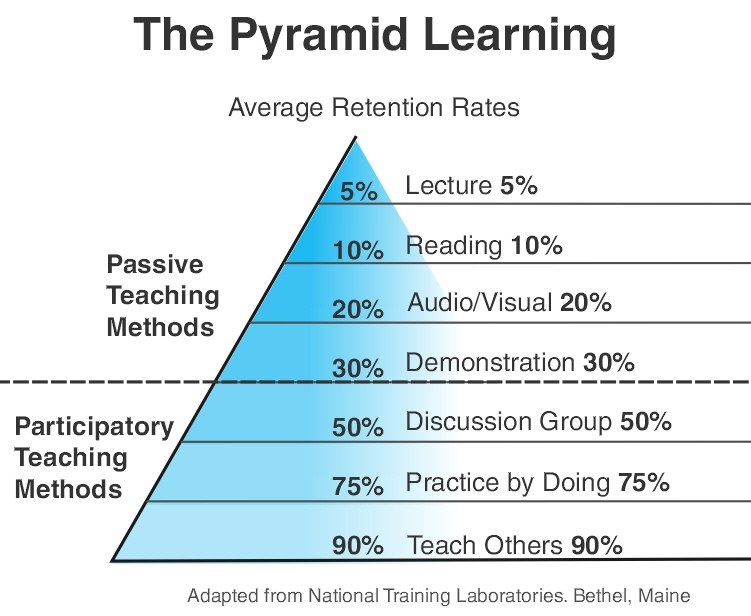 The Pyramid Learning
Average Retention Rates
5% Lecture 5%
10% Reading 10%
Passive
Teaching
Methods
20% Audio/Visual 20%
30% Demonstration 30%
Participatory
Teaching
Methods
50% Discussion Group 50%
75% Practice by Doing 75%
90% Teach Others 90%
Adapted from National Training Laboratories. Bethel, Maine